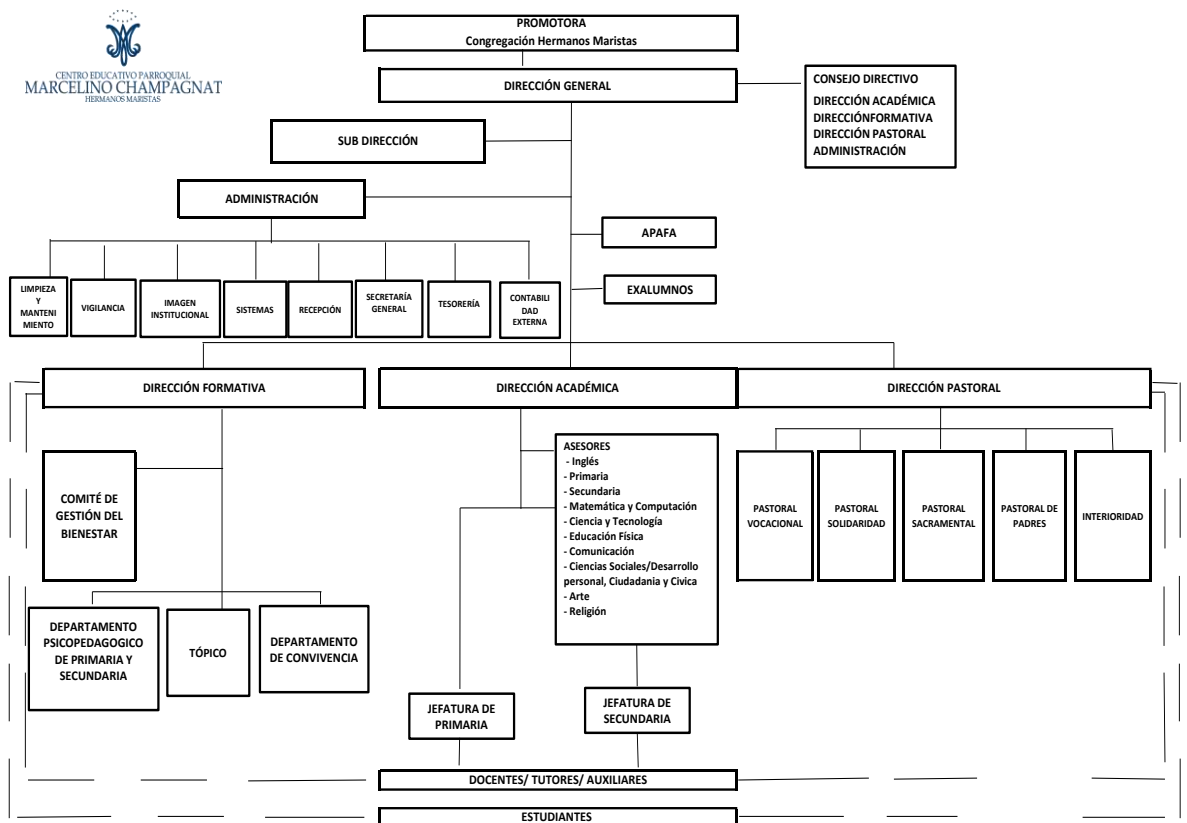 PROMOTORA
Congregación Hermanos Maristas
CENTRO EDUCATIVO PARROQUIAL
MARCELINO CHAMPAGNAT
HERMANOS MARISTAS
DIRECCIÓN GENERAL
CONSEJO DIRECTIVO
DIRECCIÓN ACADÉMICA
DIRECCIÓNFORMATIVA
DIRECCIÓN PASTORAL
ADMINISTRACIÓN
SUB DIRECCIÓN
ADMINISTRACIÓN
APAFA
EXALUMNOS
LIMPIEZA
Y
MANTENI
MIENTO
VIGILANCIA
IMAGEN
INSTITUCIONAL
SISTEMAS
RECEPCIÓN
SECRETARÍA
GENERAL
TESORERÍA
CONTABILI
DAD
EXTERNA
DIRECCIÓN FORMATIVA
DIRECCIÓN ACADÉMICA
DIRECCIÓN PASTORAL
COMITÉ DE
GESTIÓN DEL
BIENESTAR
ASESORES
- Inglés
- Primaria
- Secundaria
- Matemática y Computación
- Ciencia y Tecnología
- Educación Física
- Comunicación
- Ciencias Sociales/Desarrollo
personal, Ciudadania y Civica
- Arte
- Religión
PASTORAL
VOCACIONAL
PASTORAL
SOLIDARIDAD
PASTORAL
SACRAMENTAL
PASTORAL DE
PADRES
INTERIORIDAD
DEPARTAMENTO
PSICOPEDAGOGICO
DE PRIMARIA Y
SECUNDARIA
TÓPICO
DEPARTAMENTO
DE CONVIVENCIA
JEFATURA DE
PRIMARIA
JEFATURA DE
SECUNDARIA
DOCENTES/ TUTORES/ AUXILIARES
ESTUDIANTES